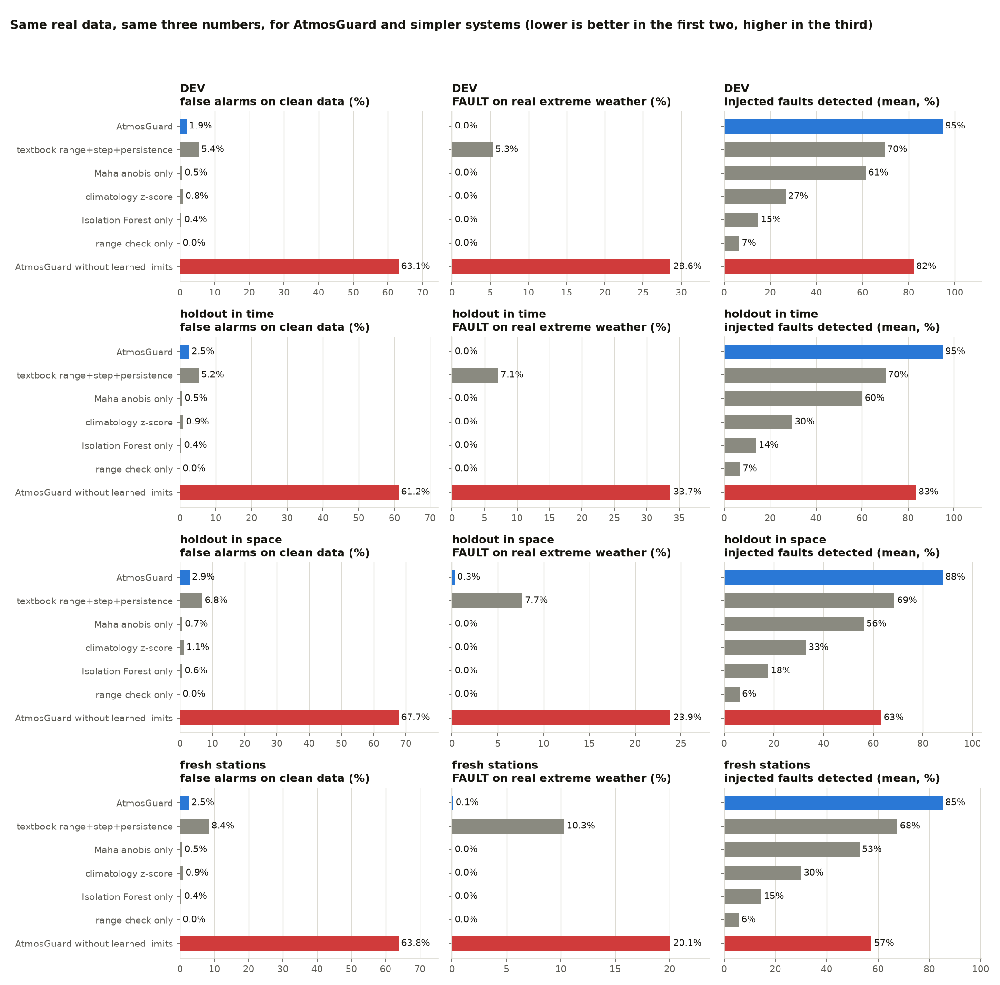 Same real data, same three numbers, for AtmosGuard and simpler systems (lower is better in the first two, higher in the third)
DEV
false alarms on clean data (%)
AtmosGuard 1.9%
textbook range+step+persistence 5.4%
Mahalanobis only 0.5%
climatology z-score 0.8%
Isolation Forest only 0.4%
range check only 0.0%
AtmosGuard without learned limits 63.1%
0 10 20 30 40 50 60 70
DEV
FAULT on real extreme weather (%)
0.0%
5.3%
0.0%
0.0%
0.0%
0.0%
28.6%
0 5 10 15 20 25 30
DEV
injected faults detected (mean, %)
95%
70%
61%
27%
15%
7%
82%
0 20 40 60 80 100
holdout in time
false alarms on clean data (%)
AtmosGuard 2.5%
textbook range+step+persistence 5.2%
Mahalanobis only 0.5%
climatology z-score 0.9%
Isolation Forest only 0.4%
range check only 0.0%
AtmosGuard without learned limits 61.2%
0 10 20 30 40 50 60 70
holdout in time
FAULT on real extreme weather (%)
0.0%
7.1%
0.0%
0.0%
0.0%
0.0%
33.7%
0 5 10 15 20 25 30 35
holdout in time
injected faults detected (mean, %)
95%
70%
60%
30%
14%
7%
83%
0 20 40 60 80 100
holdout in space
false alarms on clean data (%)
AtmosGuard 2.9%
textbook range+step+persistence 6.8%
Mahalanobis only 0.7%
climatology z-score 1.1%
Isolation Forest only 0.6%
range check only 0.0%
AtmosGuard without learned limits 67.7%
0 10 20 30 40 50 60 70
holdout in space
FAULT on real extreme weather (%)
0.3%
7.7%
0.0%
0.0%
0.0%
0.0%
23.9%
0 5 10 15 20 25
holdout in space
injected faults detected (mean, %)
88%
69%
56%
33%
18%
6%
63%
0 20 40 60 80 100
fresh stations
false alarms on clean data (%)
AtmosGuard 2.5%
textbook range+step+persistence 8.4%
Mahalanobis only 0.5%
climatology z-score 0.9%
Isolation Forest only 0.4%
range check only 0.0%
AtmosGuard without learned limits 63.8%
0 10 20 30 40 50 60 70
fresh stations
FAULT on real extreme weather (%)
0.1%
10.3%
0.0%
0.0%
0.0%
0.0%
20.1%
0 5 10 15 20
fresh stations
injected faults detected (mean, %)
85%
68%
53%
30%
15%
6%
57%
0 20 40 60 80 100